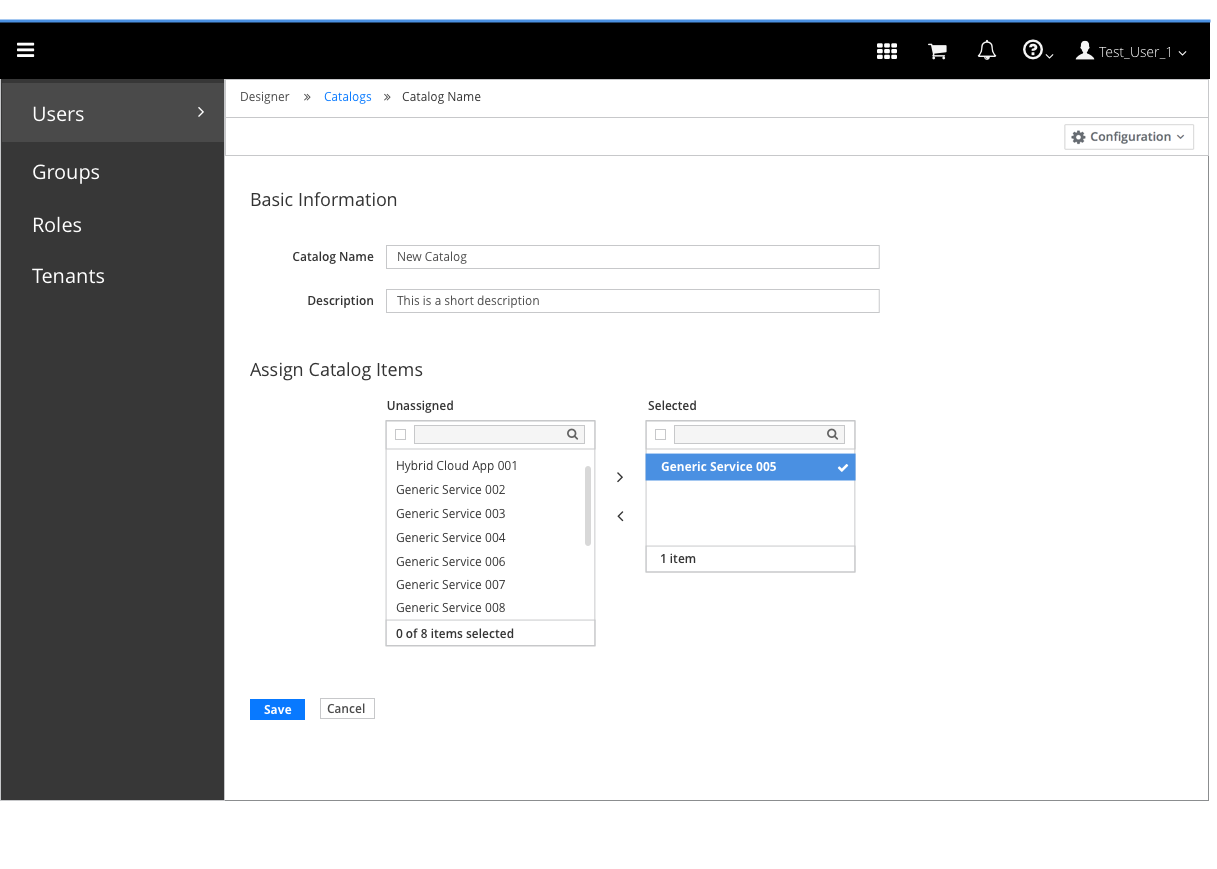 Test_User_1
Users
Groups
Roles
Tenants
Designer » Catalogs » Catalog Name
Configuration
Basic Information
Catalog Name New Catalog
Description This is a short description
Assign Catalog Items
Unassigned
Hybrid Cloud App 001
Generic Service 002
Generic Service 003
Generic Service 004
Generic Service 006
Generic Service 007
Generic Service 008
0 of 8 items selected
Selected
Generic Service 005
1 item
Save Cancel